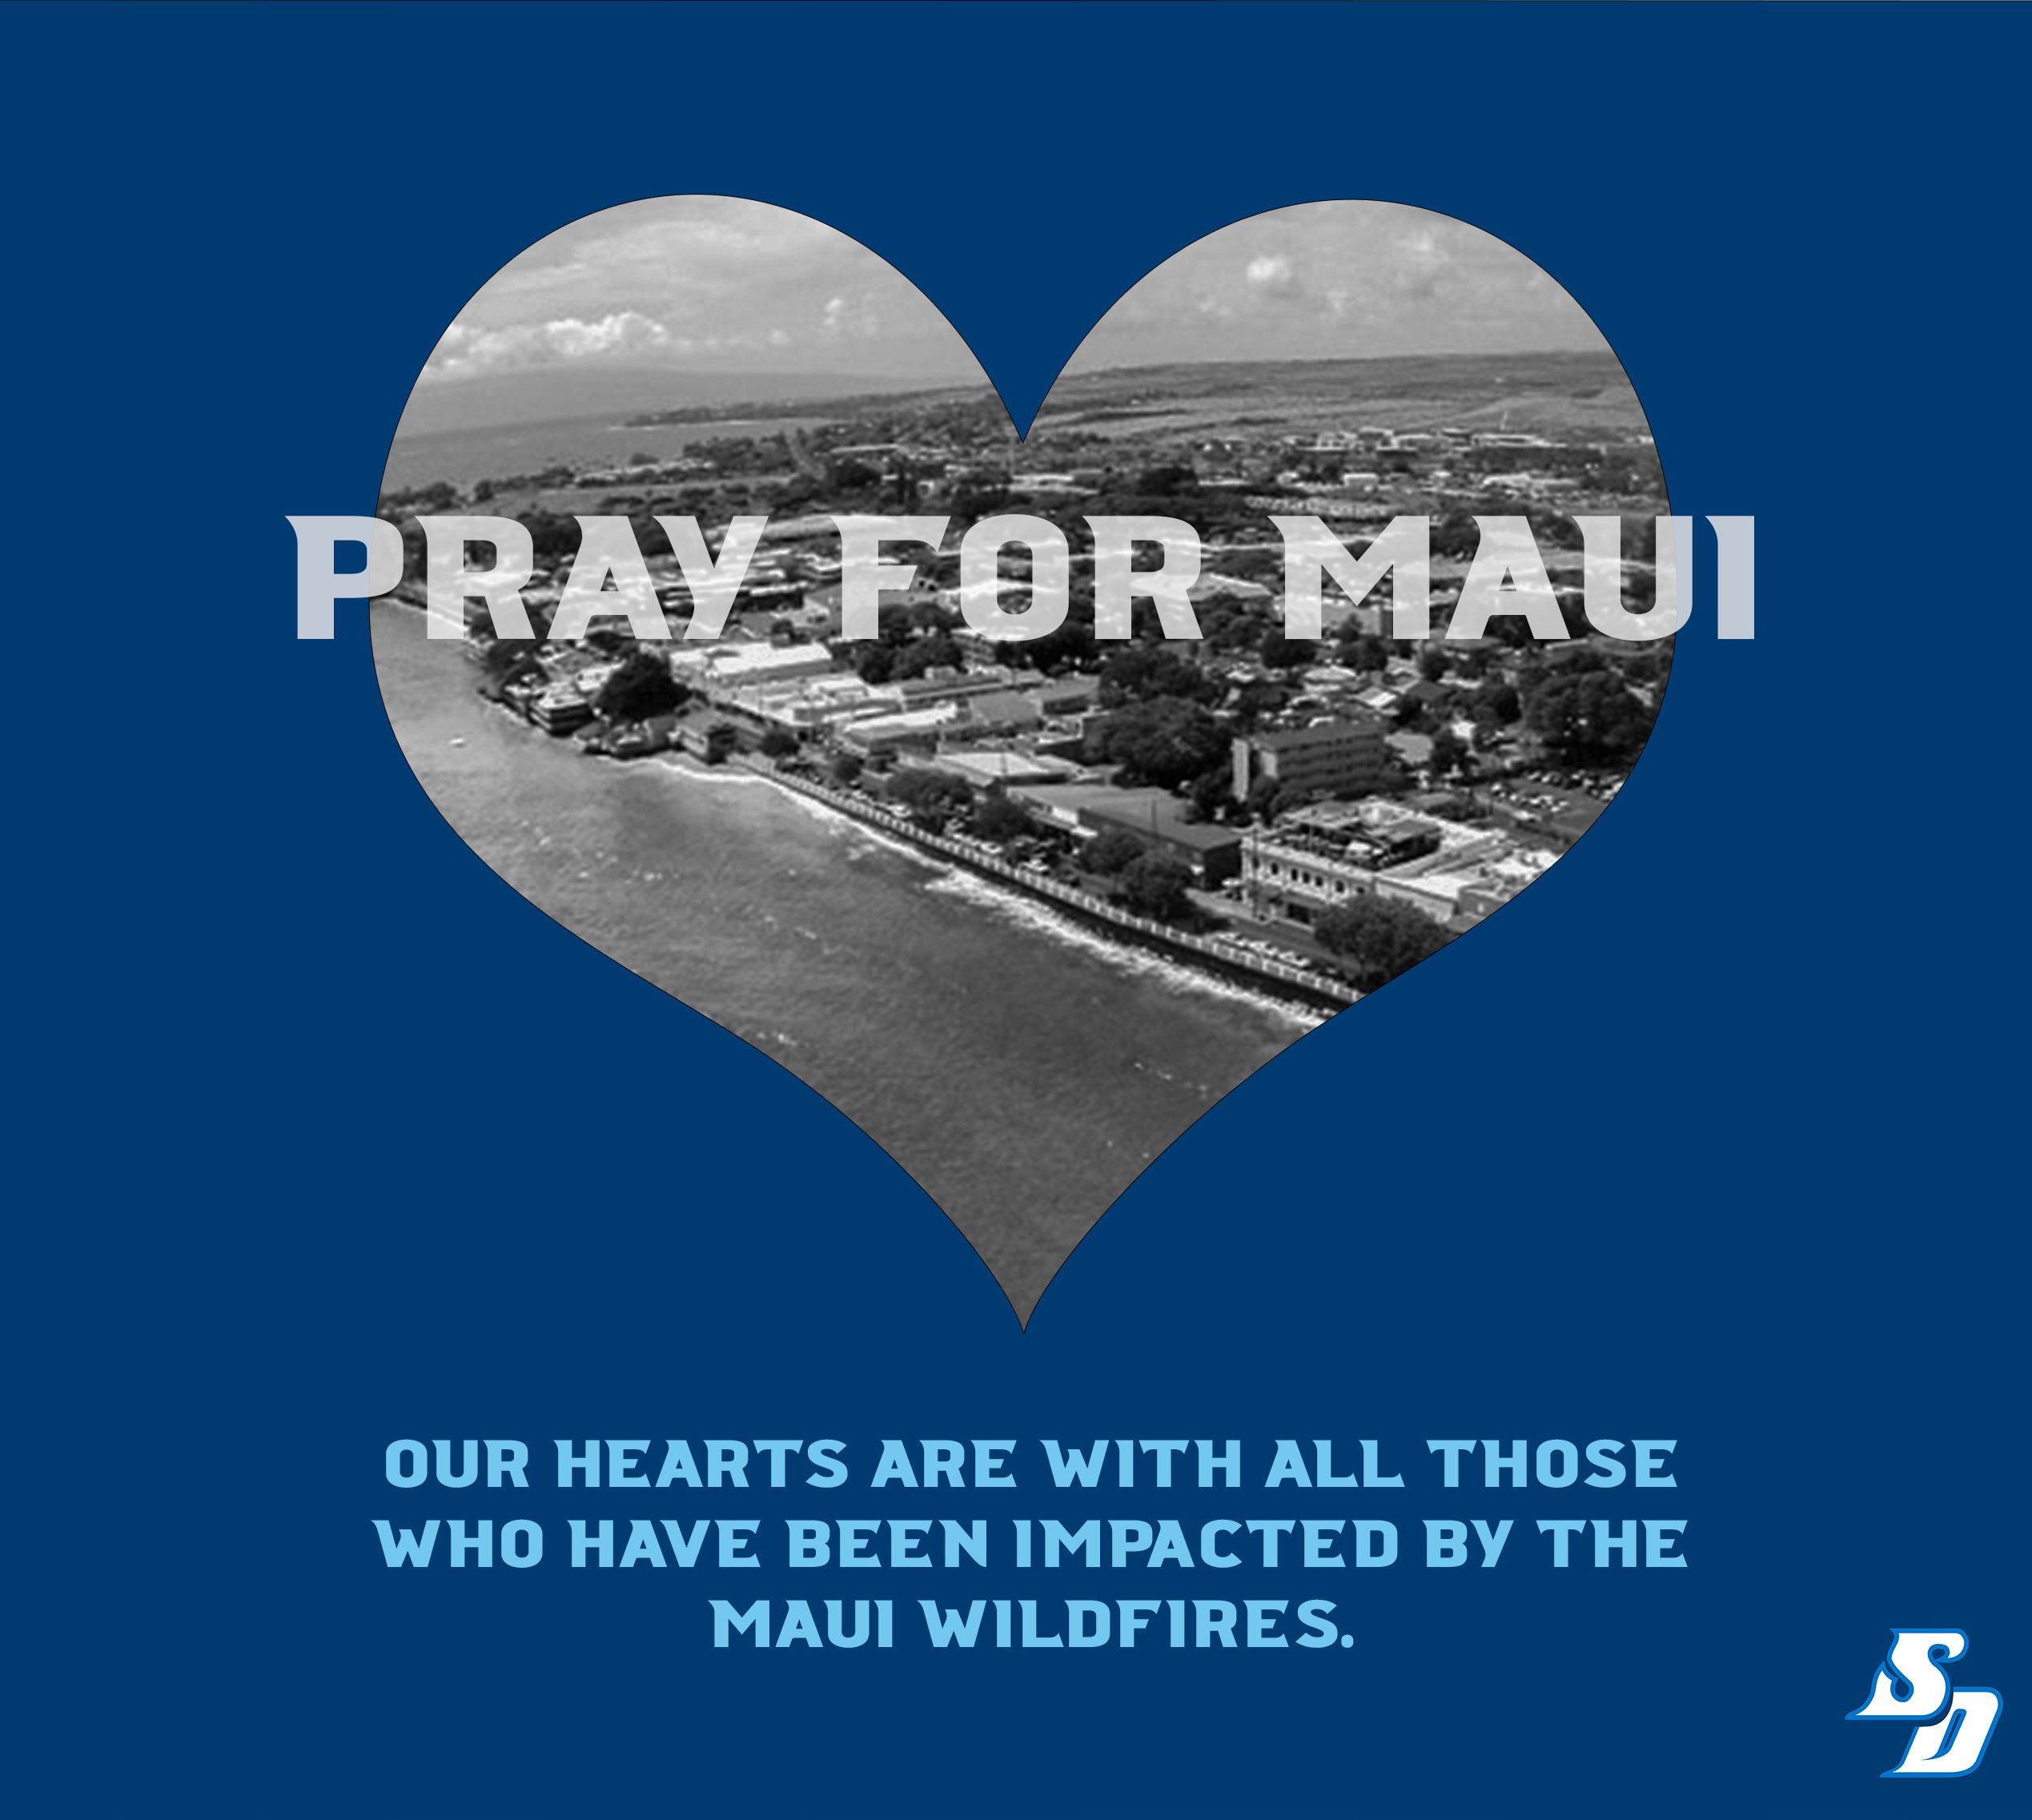 PRAY FOR MAUI
OUR HEARTS ARE WITH ALL THOSE
WHO HAVE BEEN IMPACTED BY THE
MAUI WILDFIRES.
SD